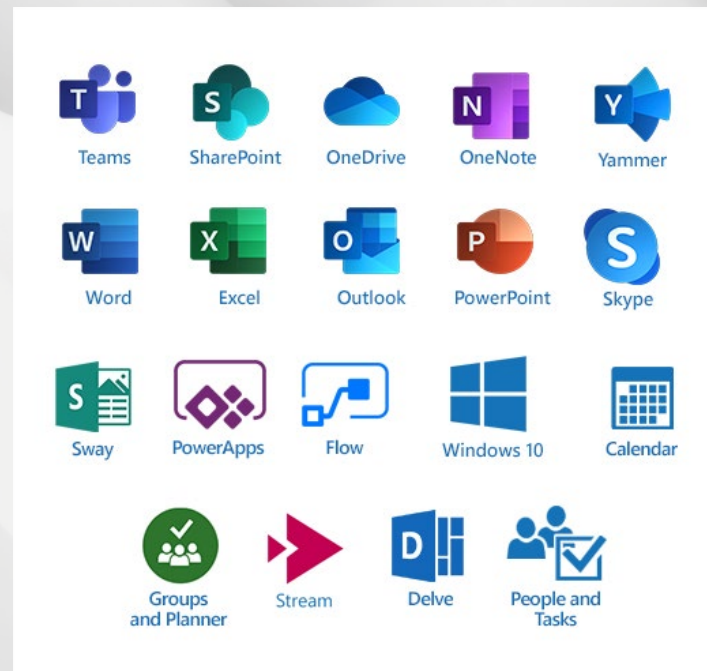 T S N Y
Teams SharePoint OneDrive OneNote Yammer
W X O P S
Word Excel Outlook PowerPoint Skype
S
Sway PowerApps Flow Windows 10 Calendar
D
Groups and Planner Stream Delve People and Tasks